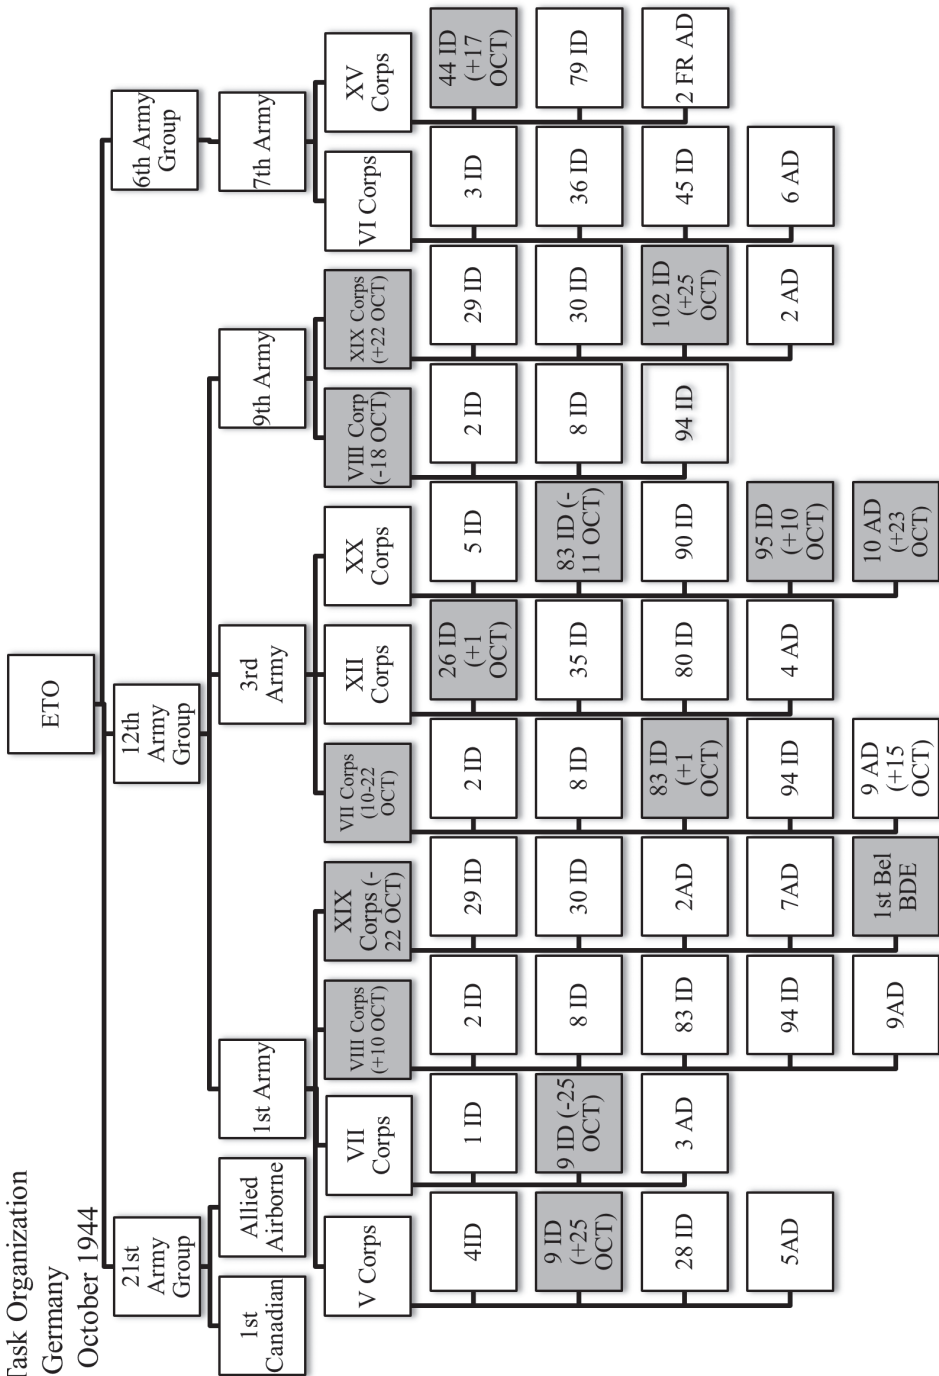 Task Organization
Germany
October 1944
ETO
21st
Army
Group
12th
Army
Group
6th Army
Group
1st
Canadian
Allied
Airborne
1st Army
3rd
Army
9th Army
7th Army
V Corps
4ID
9 ID
(+25
OCT)
28 ID
5AD
VII
Corps
1 ID
9 ID (-25
OCT)
3 AD
VIII Corps
(+10 OCT)
2 ID
8 ID
83 ID
94 ID
9AD
XIX
Corps (-
22 OCT)
29 ID
30 ID
2AD
7AD
1st Bel
BDE
VII Corps
(10-22
OCT)
2 ID
8 ID
83 ID
(+1
OCT)
94 ID
9 AD
(+15
OCT)
XII
Corps
26 ID
(+1
OCT)
35 ID
80 ID
4 AD
XX
Corps
5 ID
83 ID (-
11 OCT)
90 ID
95 ID
(+10
OCT)
10 AD
(+23
OCT)
VIII Corp
(-18 OCT)
2 ID
8 ID
94 ID
XIX Corps
(+22 OCT)
29 ID
30 ID
102 ID
(+25
OCT)
2 AD
VI Corps
3 ID
36 ID
45 ID
6 AD
XV
Corps
44 ID
(+17
OCT)
79 ID
2 FR AD